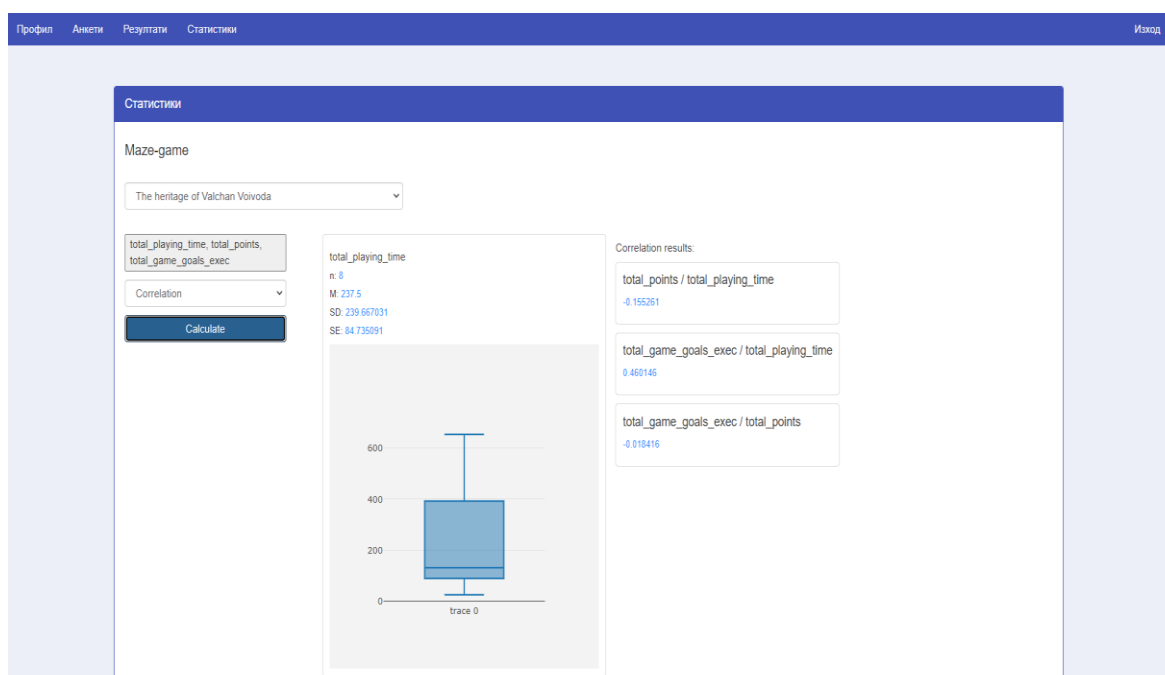 Профил Анкети Резултати Статистики Изход
Статистики
Maze-game
The heritage of Valchan Voivoda
total_playing_time, total_points,
total_game_goals_exec
Correlation
Calculate
total_playing_time
n: 8
M: 237.5
SD: 239.667031
SE: 84.735091
600
400
200
0
trace 0
Correlation results:
total_points / total_playing_time
-0.155261
total_game_goals_exec / total_playing_time
0.460146
total_game_goals_exec / total_points
-0.018416